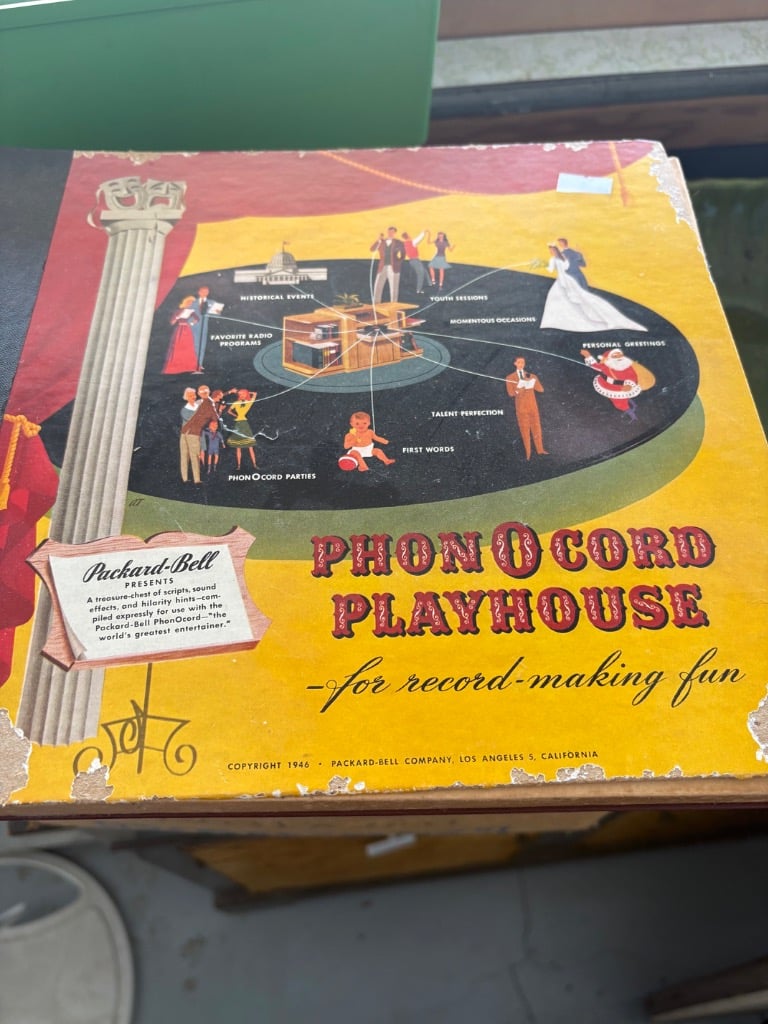 HISTORICAL EVENTS
YOUTH SESSIONS
MOMENTOUS OCCASIONS
FAVORITE RADIO
PROGRAMS
PERSONAL GREETINGS
TALENT PERFECTION
FIRST WORDS
PHONOCORD PARTIES
PHONOCORD
PLAYHOUSE
—for record-making fun
Packard-Bell
PRESENTS
A treasure-chest of scripts, sound
effects, and hilarity hints—com-
piled expressly for use with the
Packard-Bell PhonOcord—"the
world's greatest entertainer."
COPYRIGHT 1946 • PACKARD-BELL COMPANY, LOS ANGELES 5, CALIFORNIA